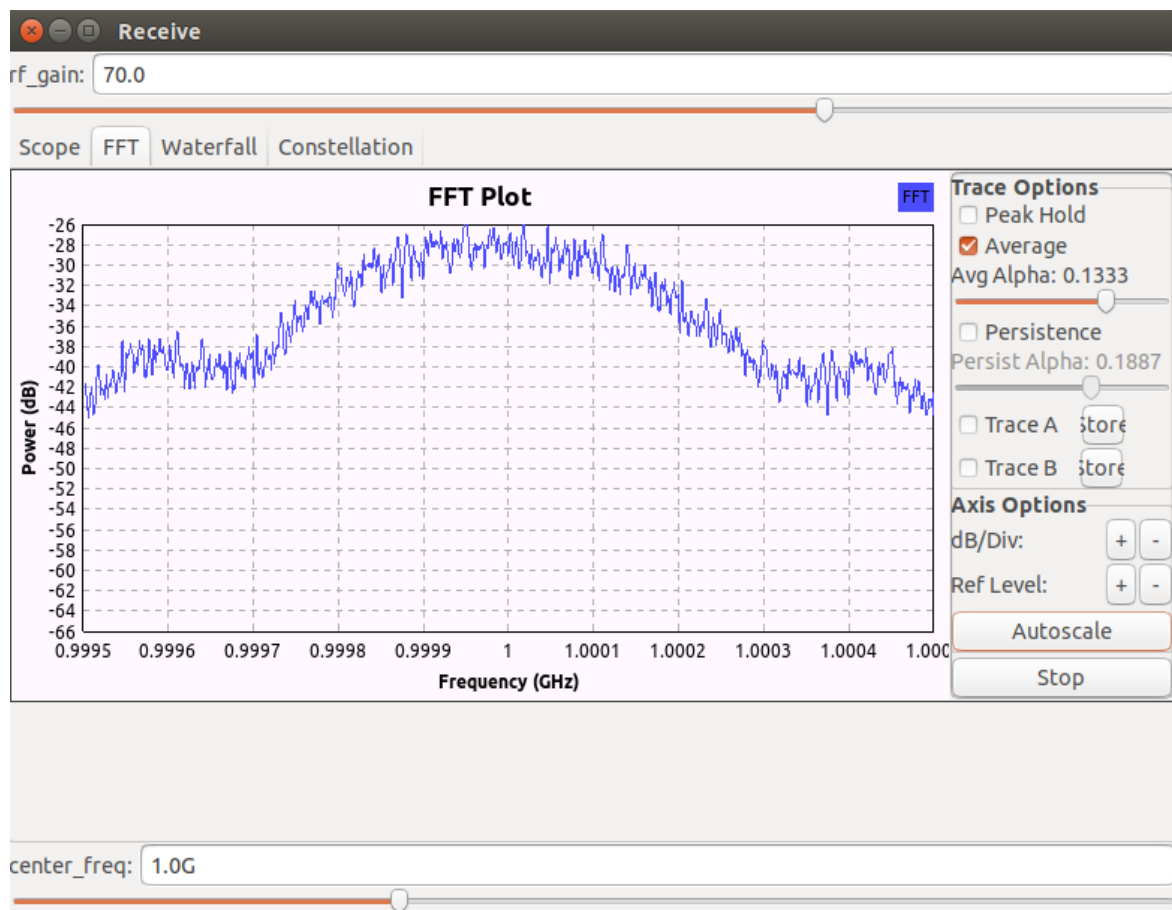 Receive
rf_gain: 70.0
Scope FFT Waterfall Constellation
FFT Plot
FFT
-26
-28
-30
-32
-34
-36
-38
-40
-42
-44
-46
-48
-50
-52
-54
-56
-58
-60
-62
-64
-66
Power (dB)
0.9995 0.9996 0.9997 0.9998 0.9999 1 1.0001 1.0002 1.0003 1.0004 1.000
Frequency (GHz)
Trace Options
Peak Hold
Average
Avg Alpha: 0.1333
Persistence
Persist Alpha: 0.1887
Trace A Store
Trace B Store
Axis Options
dB/Div: + -
Ref Level: + -
Autoscale
Stop
center_freq: 1.0G